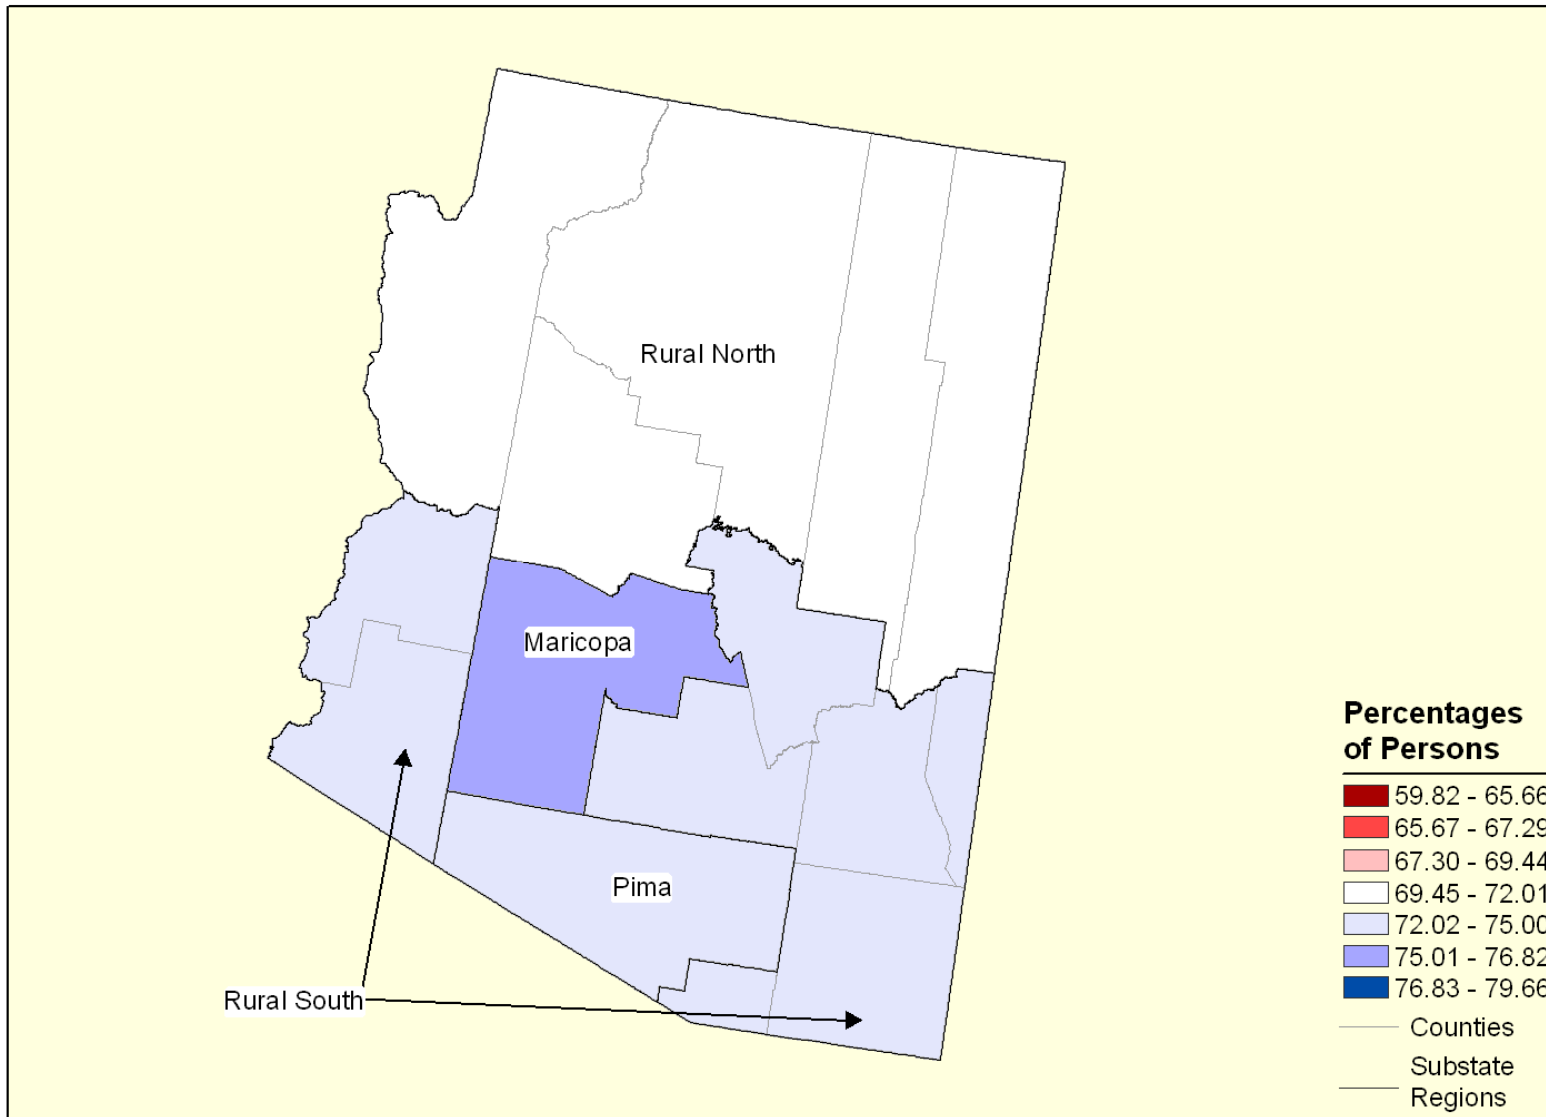 Rural North
Maricopa
Pima
Rural South
Percentages
of Persons
59.82 - 65.66
65.67 - 67.29
67.30 - 69.44
69.45 - 72.01
72.02 - 75.00
75.01 - 76.82
76.83 - 79.66
Counties
Substate
Regions